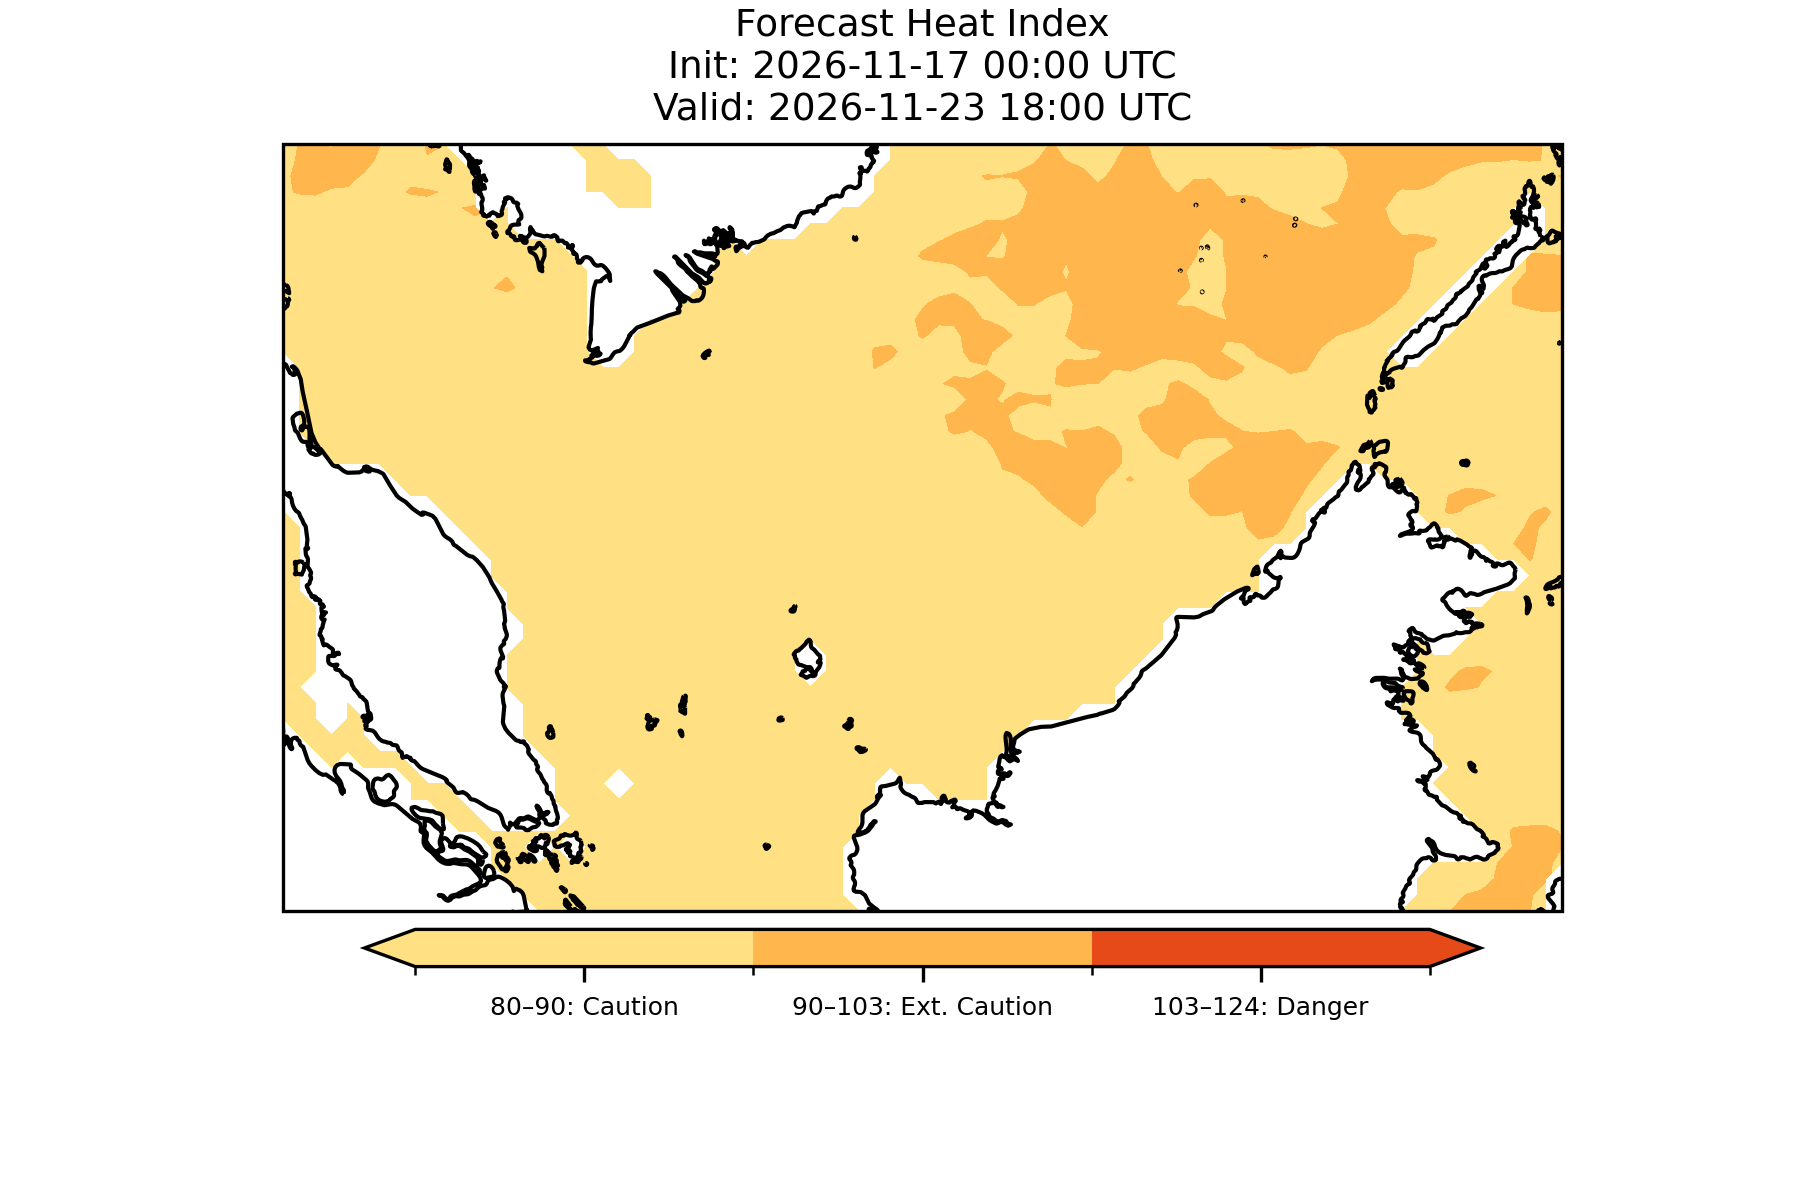 Forecast Heat Index
Init: 2026-11-17 00:00 UTC
Valid: 2026-11-23 18:00 UTC
80–90: Caution
90–103: Ext. Caution
103–124: Danger